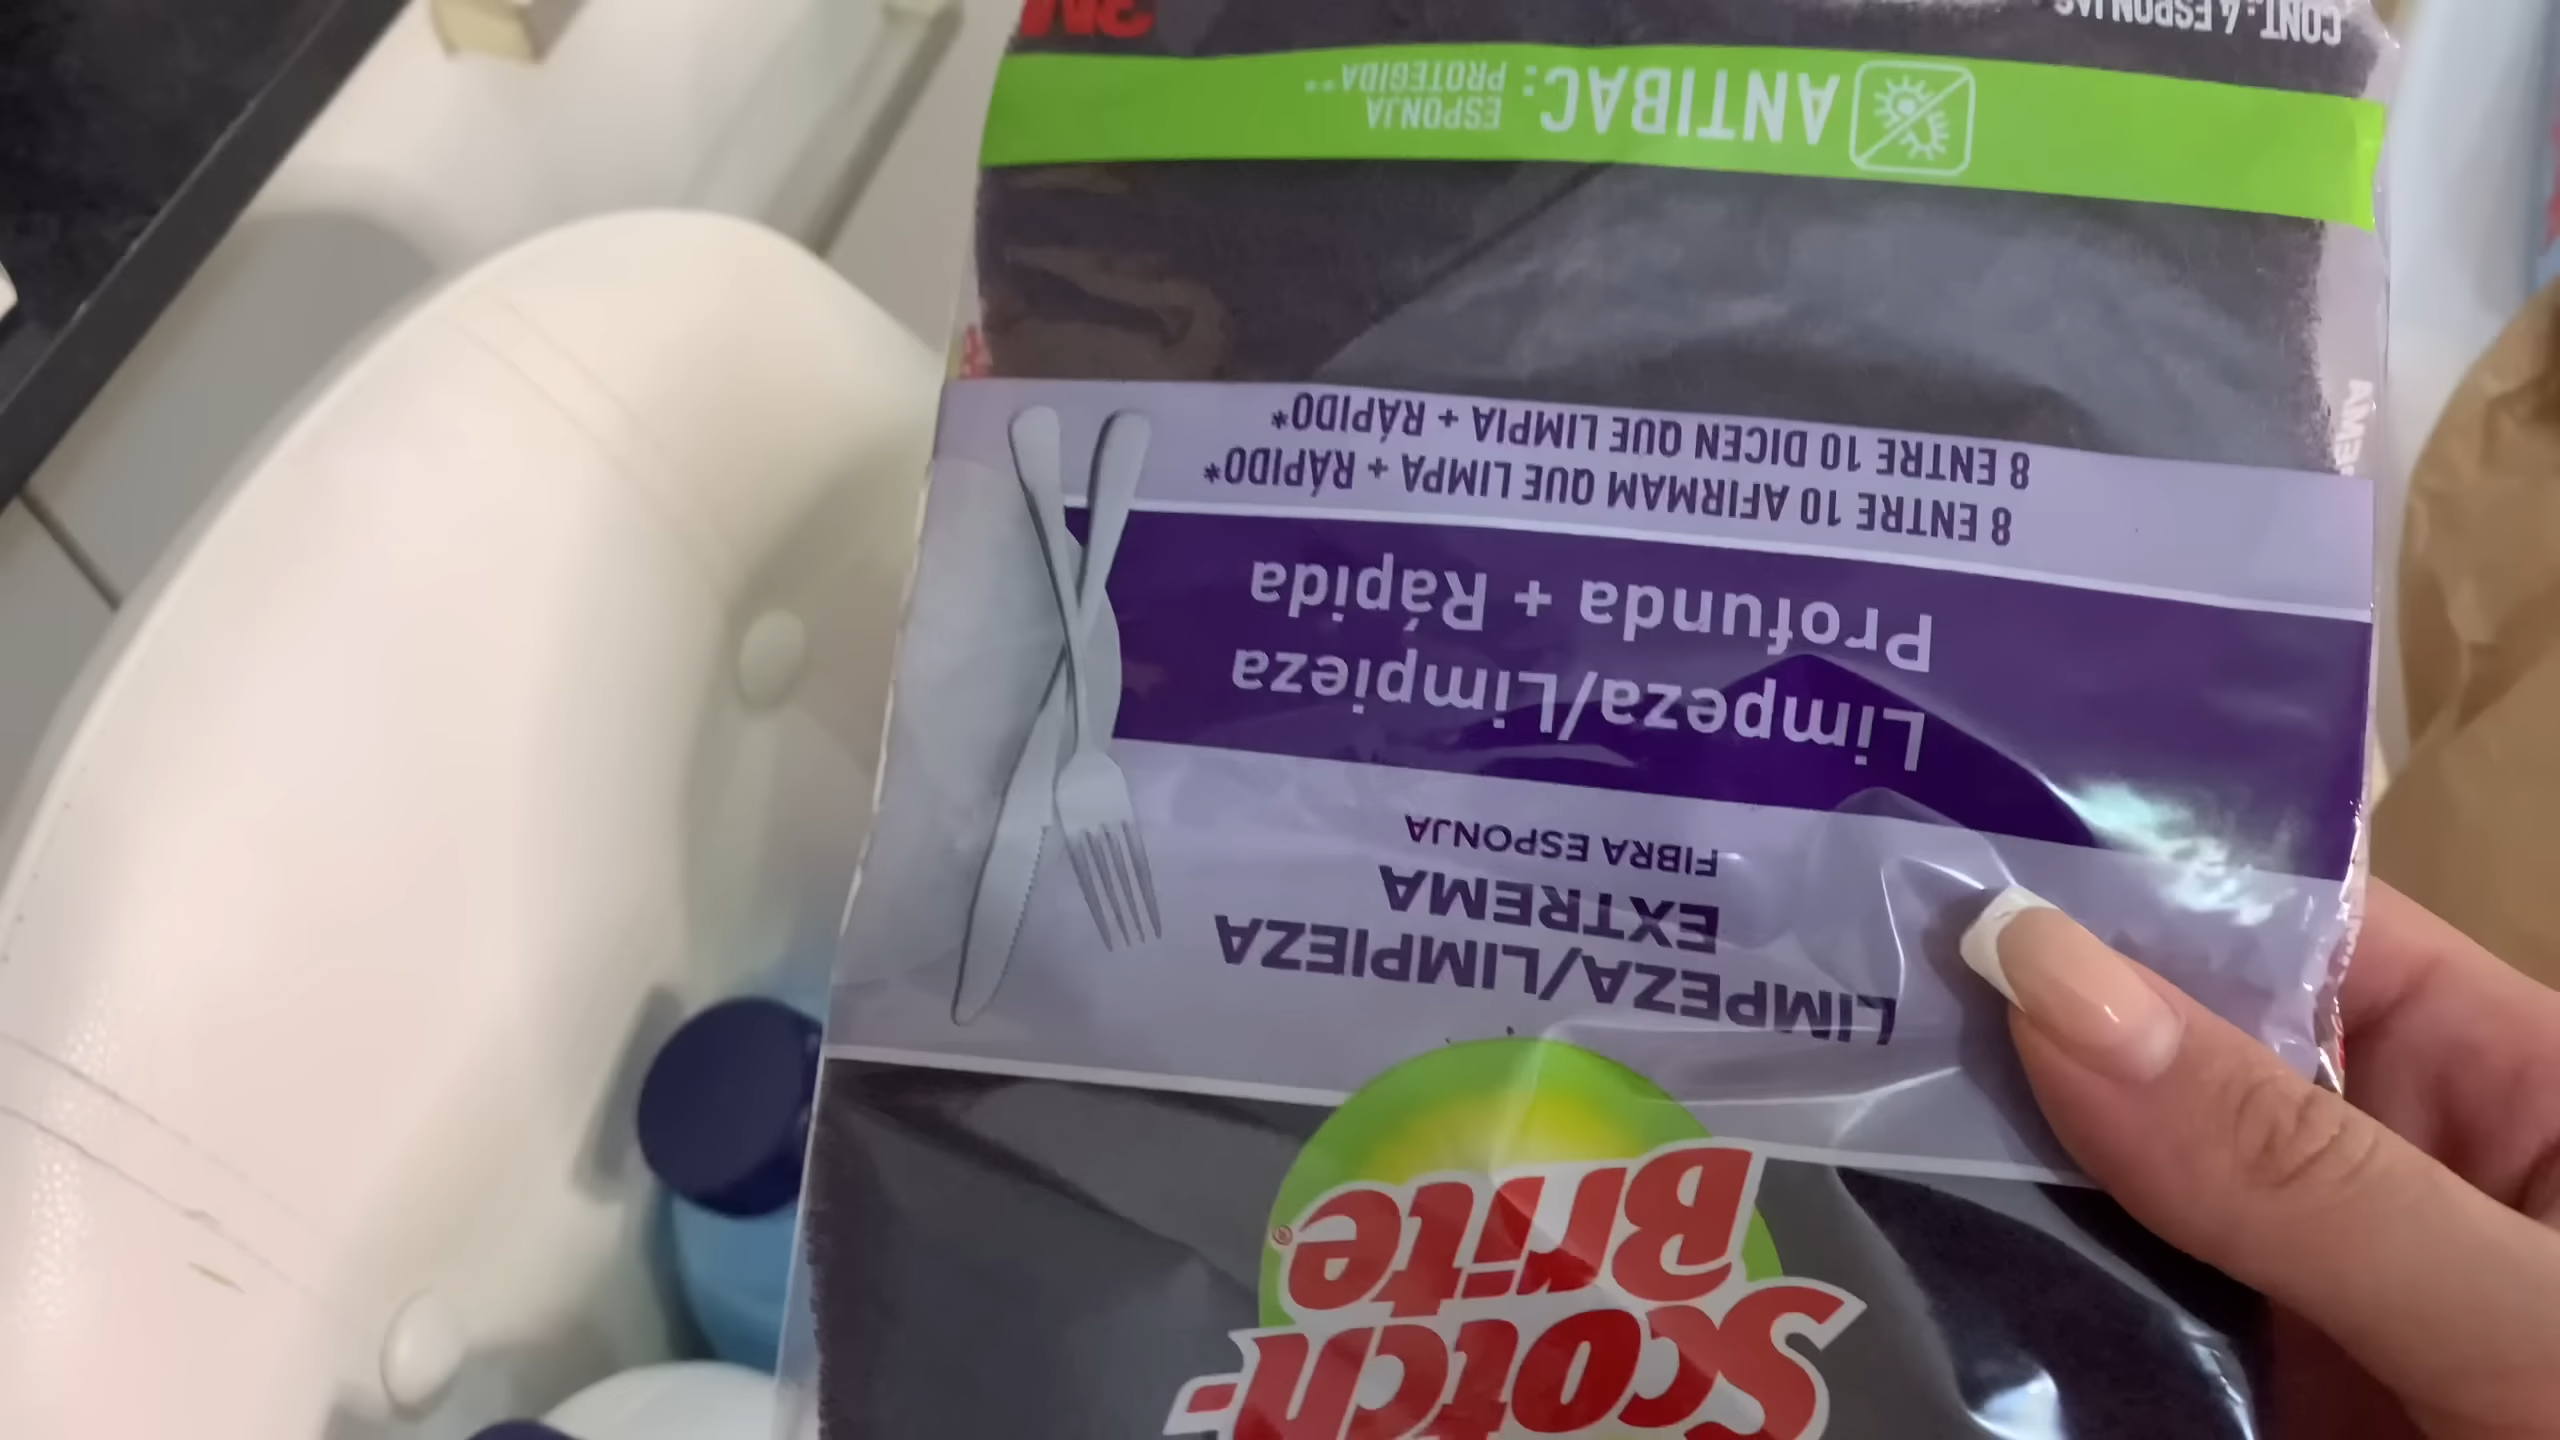 Scotch-
Brite®
LIMPEZA/LIMPIEZA
EXTREMA
FIBRA ESPONJA
Limpeza/Limpieza
Profunda + Rápida
8 ENTRE 10 AFIRMAM QUE LIMPA + RÁPIDO*
8 ENTRE 10 DICEN QUE LIMPIA + RÁPIDO*
ANTIBAC:
ESPONJA
PROTEGIDA**
CONT.: 4 ESPONJAS
3M